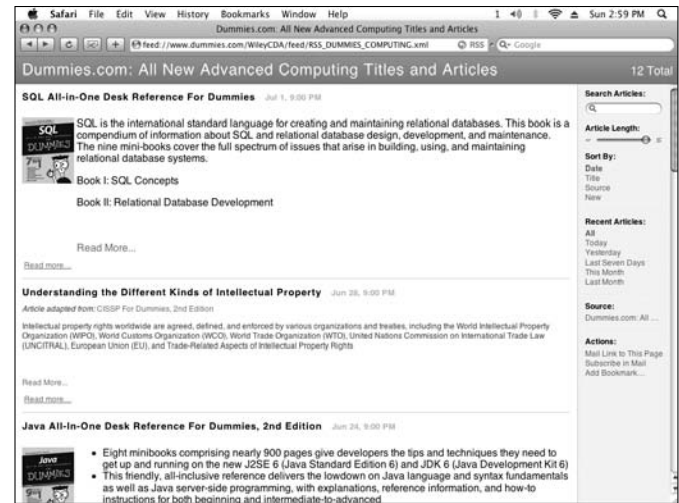 Safari File Edit View History Bookmarks Window Help 1 Sun 2:59 PM
Dummies.com: All New Advanced Computing Titles and Articles
feed://www.dummies.com/WileyCDA/feed/RSS_DUMMIES_COMPUTING.xml RSS Google
Dummies.com: All New Advanced Computing Titles and Articles 12 Total
SQL All-in-One Desk Reference For Dummies Jul 1, 9:00 PM
SQL
DUMMIES
SQL is the international standard language for creating and maintaining relational databases. This book is a
compendium of information about SQL and relational database design, development, and maintenance.
The nine mini-books cover the full spectrum of issues that arise in building, using, and maintaining
relational database systems.
Book I: SQL Concepts
Book II: Relational Database Development
Read More...
Read more...
Understanding the Different Kinds of Intellectual Property Jun 28, 9:00 PM
Article adapted from: CISSP For Dummies, 2nd Edition
Intellectual property rights worldwide are agreed, defined, and enforced by various organizations and treaties, including the World Intellectual Property
Organization (WIPO), World Customs Organization (WCO), World Trade Organization (WTO), United Nations Commission on International Trade Law
(UNCITRAL), European Union (EU), and Trade-Related Aspects of Intellectual Property Rights
Read More...
Read more...
Java All-In-One Desk Reference For Dummies, 2nd Edition Jun 24, 9:00 PM
Java
DUMMIES
Eight minibooks comprising nearly 900 pages give developers the tips and techniques they need to
get up and running on the new J2SE 6 (Java Standard Edition 6) and JDK 6 (Java Development Kit 6)
This friendly, all-inclusive reference delivers the lowdown on Java language and syntax fundamentals
as well as Java server-side programming, with explanations, reference information, and how-to
instructions for both beginning and intermediate-to-advanced
Search Articles:
Article Length:
Sort By:
Date
Title
Source
New
Recent Articles:
All
Today
Yesterday
Last Seven Days
This Month
Last Month
Source:
Dummies.com: All ...
Actions:
Mail Link to This Page
Subscribe in Mail
Add Bookmark...